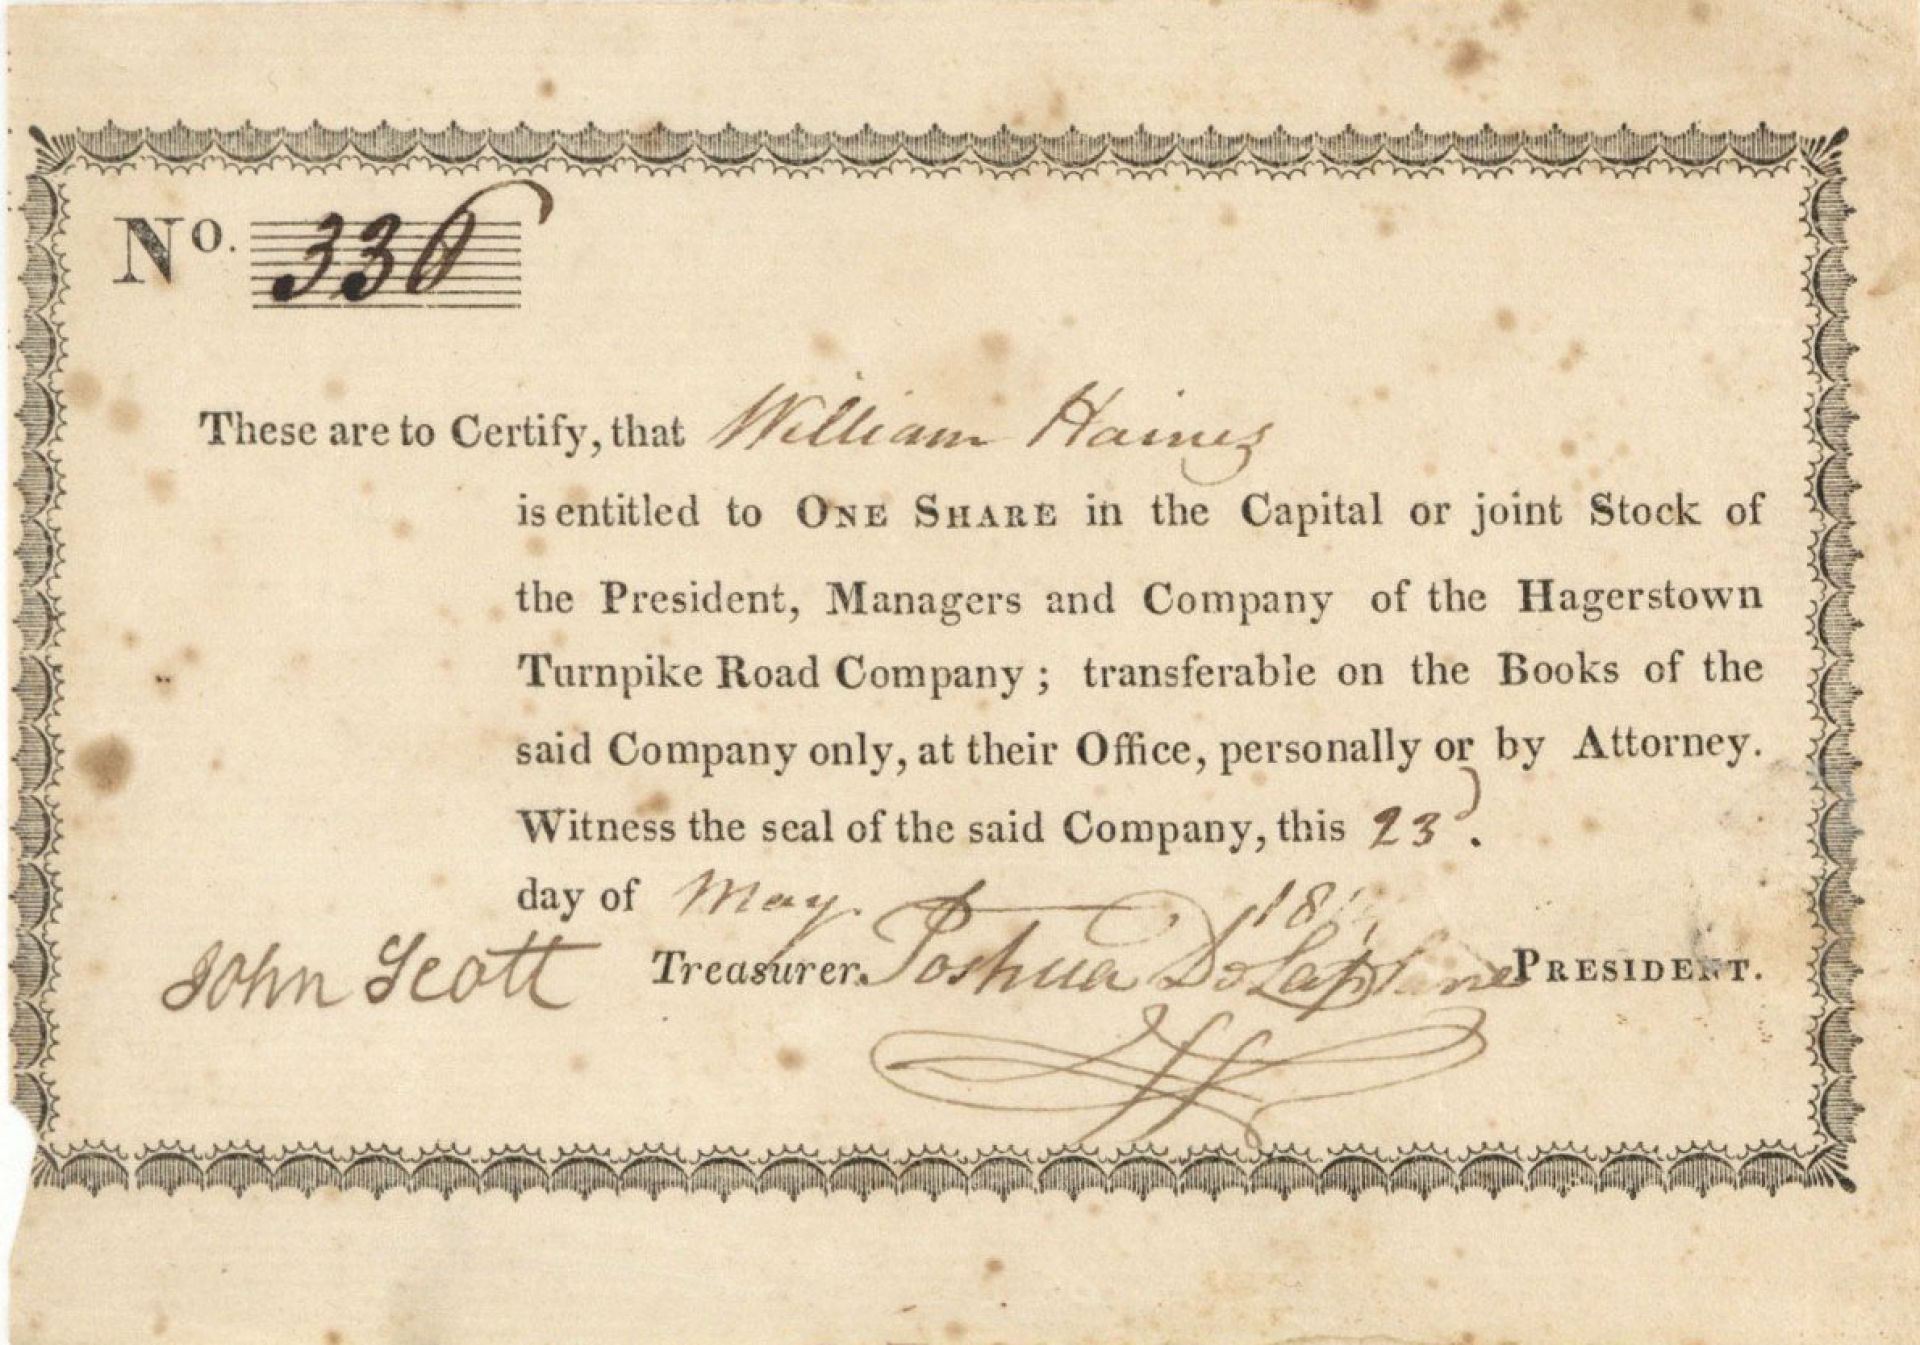 No. 336
These are to Certify, that William Haines
is entitled to ONE SHARE in the Capital or joint Stock of
the President, Managers and Company of the Hagerstown
Turnpike Road Company; transferable on the Books of the
said Company only, at their Office, personally or by Attorney.
Witness the seal of the said Company, this 23d.
day of May.
John Scott Treasurer. Joshua DeLaplane PRESIDENT.